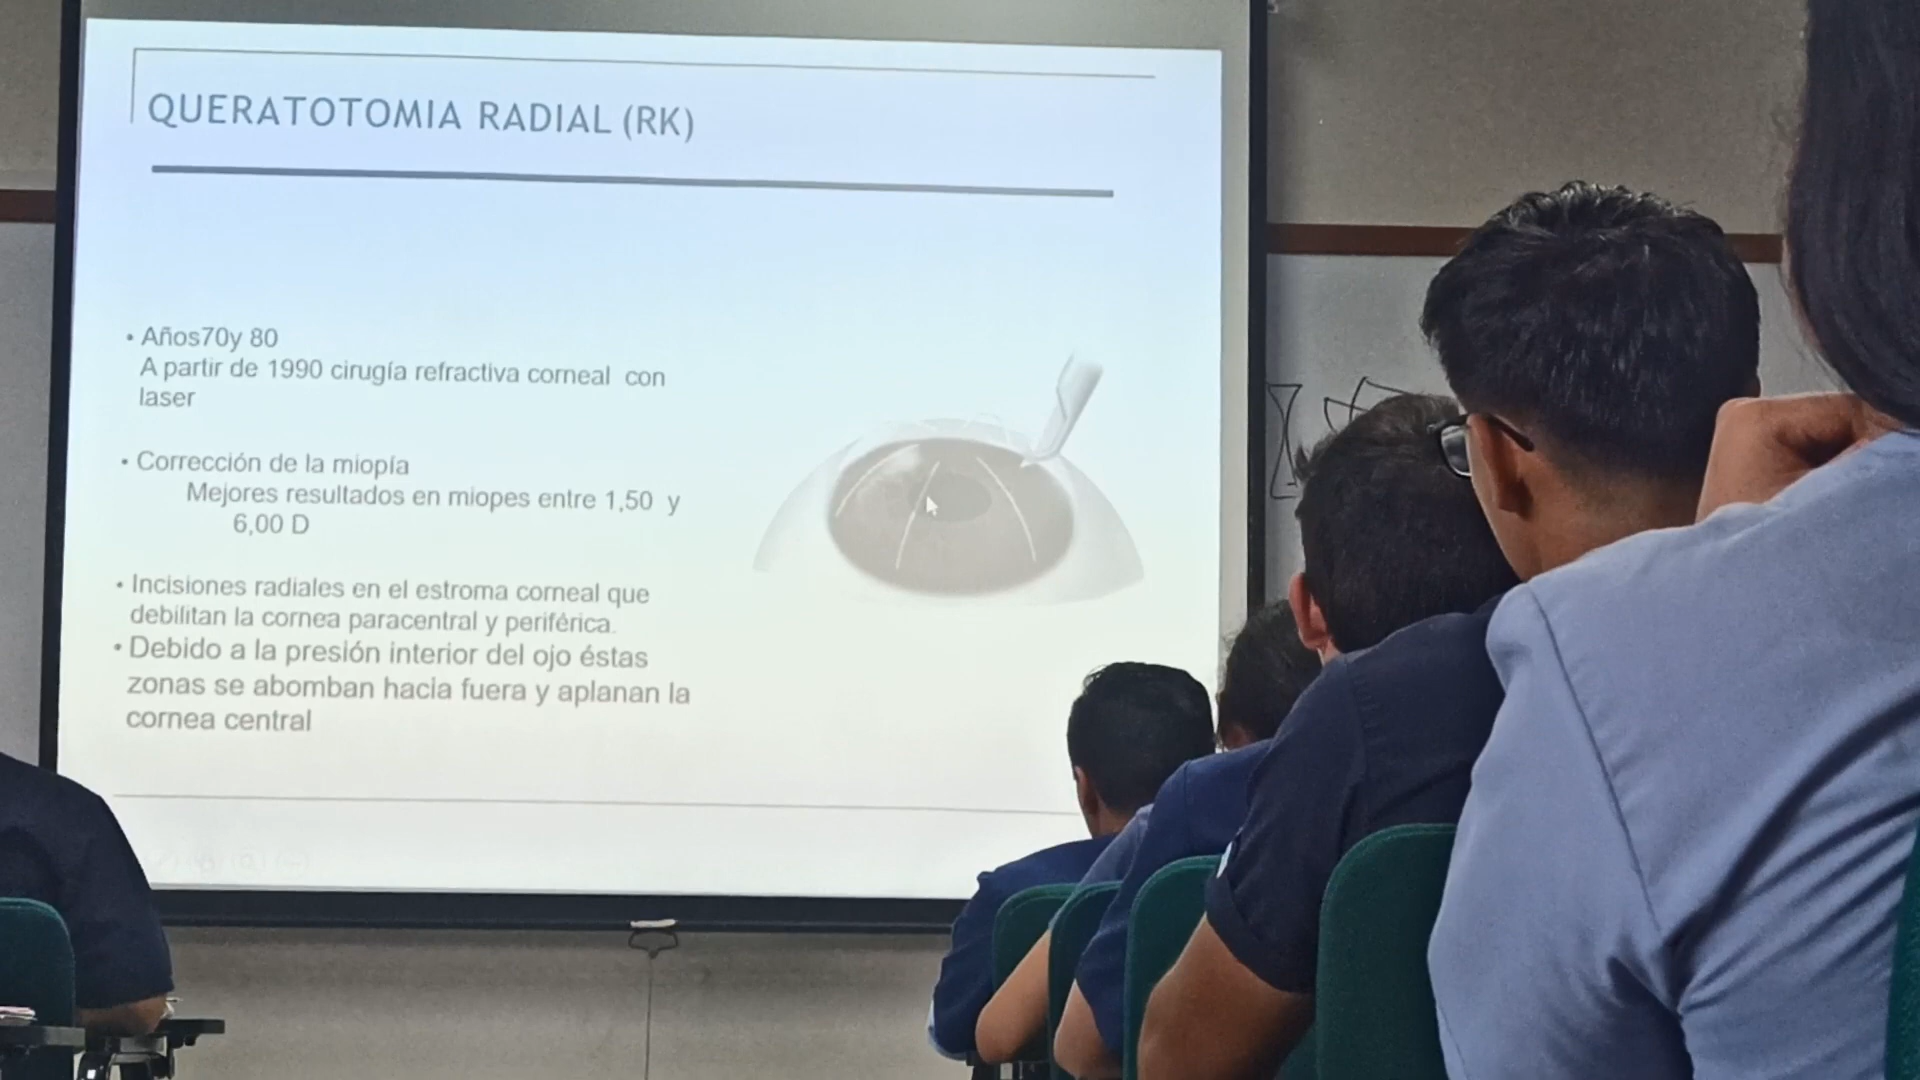 QUERATOTOMIA RADIAL (RK)
• Años70y 80
A partir de 1990 cirugía refractiva corneal con
laser
• Corrección de la miopía
Mejores resultados en miopes entre 1,50 y
6,00 D
• Incisiones radiales en el estroma corneal que
debilitan la cornea paracentral y periférica.
• Debido a la presión interior del ojo éstas
zonas se abomban hacia fuera y aplanan la
cornea central